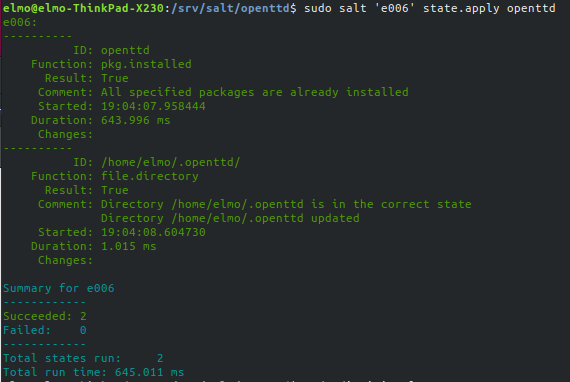 elmo@elmo-ThinkPad-X230:/srv/salt/openttd$ sudo salt 'e006' state.apply openttd
e006:
----------
          ID: openttd
    Function: pkg.installed
      Result: True
     Comment: All specified packages are already installed
     Started: 19:04:07.958444
    Duration: 643.996 ms
     Changes:
----------
          ID: /home/elmo/.openttd/
    Function: file.directory
      Result: True
     Comment: Directory /home/elmo/.openttd is in the correct state
              Directory /home/elmo/.openttd updated
     Started: 19:04:08.604730
    Duration: 1.015 ms
     Changes:

Summary for e006
------------
Succeeded: 2
Failed:    0
------------
Total states run:     2
Total run time: 645.011 ms